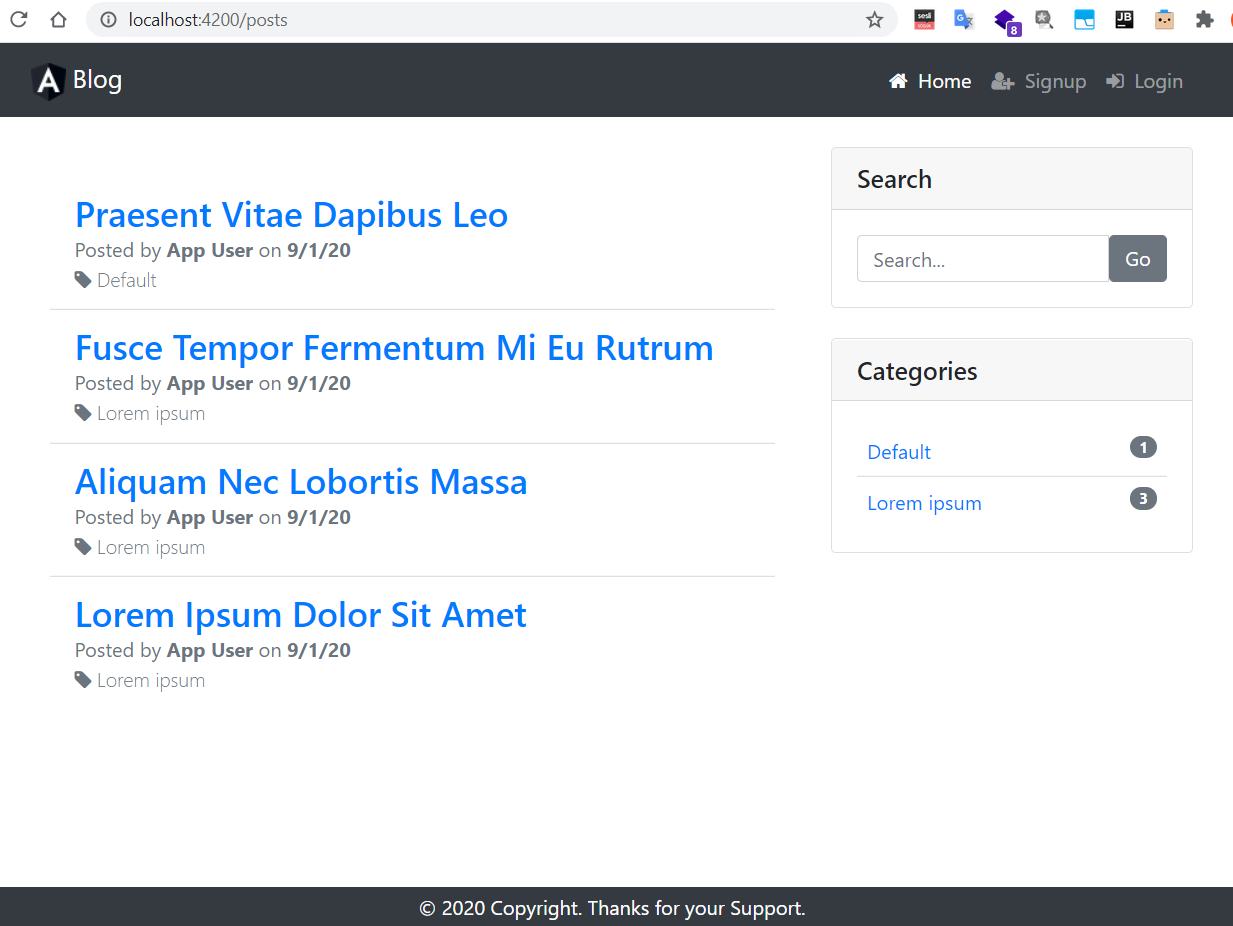 localhost:4200/posts
sesli
SÖZLÜK
G
8
JB
A Blog
Home Signup Login
Praesent Vitae Dapibus Leo
Posted by App User on 9/1/20
Default
Fusce Tempor Fermentum Mi Eu Rutrum
Posted by App User on 9/1/20
Lorem ipsum
Aliquam Nec Lobortis Massa
Posted by App User on 9/1/20
Lorem ipsum
Lorem Ipsum Dolor Sit Amet
Posted by App User on 9/1/20
Lorem ipsum
Search
Search... Go
Categories
Default 1
Lorem ipsum 3
© 2020 Copyright. Thanks for your Support.